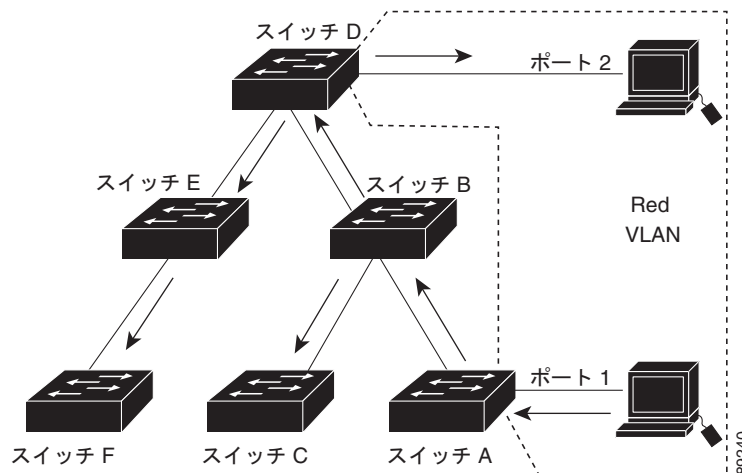 スイッチ D
ポート 2
スイッチ E
スイッチ B
Red
VLAN
ポート 1
スイッチ F
スイッチ C
スイッチ A